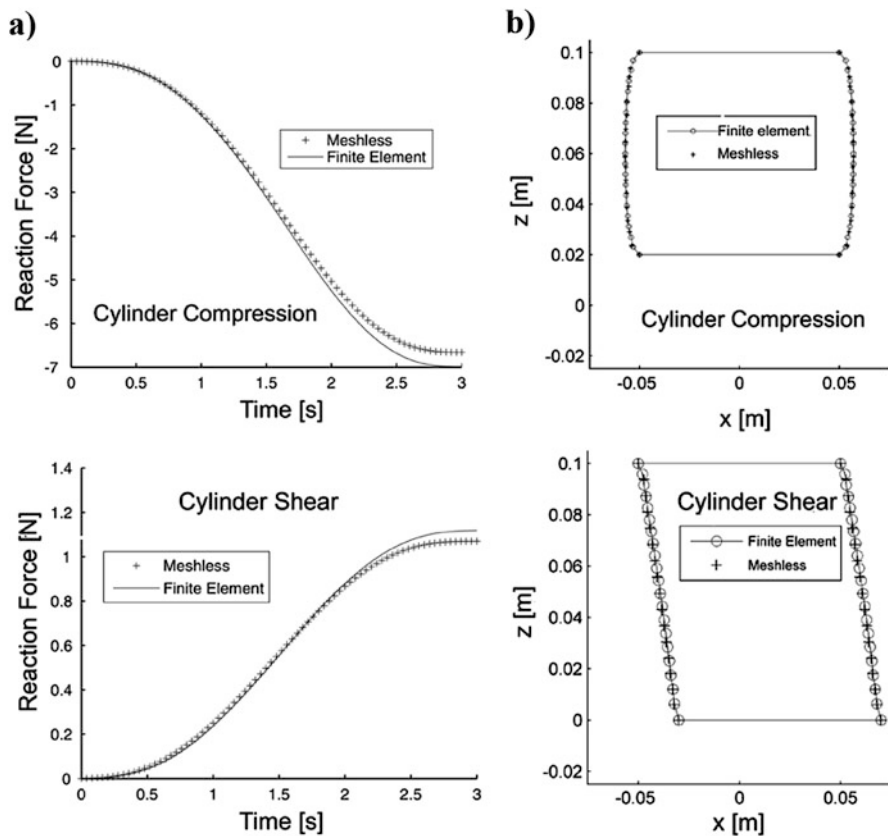 a)
0
-1
-2
-3
-4
-5
-6
-7
Reaction Force [N]
Meshless
Finite Element
Cylinder Compression
0 0.5 1 1.5 2 2.5 3
Time [s]
b)
0.1
0.08
0.06
0.04
0.02
0
-0.02
z [m]
Finite element
Meshless
Cylinder Compression
-0.05 0 0.05
x [m]
1.4
1.2
1
0.8
0.6
0.4
0.2
0
Reaction Force [N]
Cylinder Shear
Meshless
Finite Element
0.5 1 1.5 2 2.5 3
Time [s]
0.1
0.08
0.06
0.04
0.02
0
-0.02
z [m]
Cylinder Shear
Finite Element
Meshless
-0.05 0 0.05
x [m]